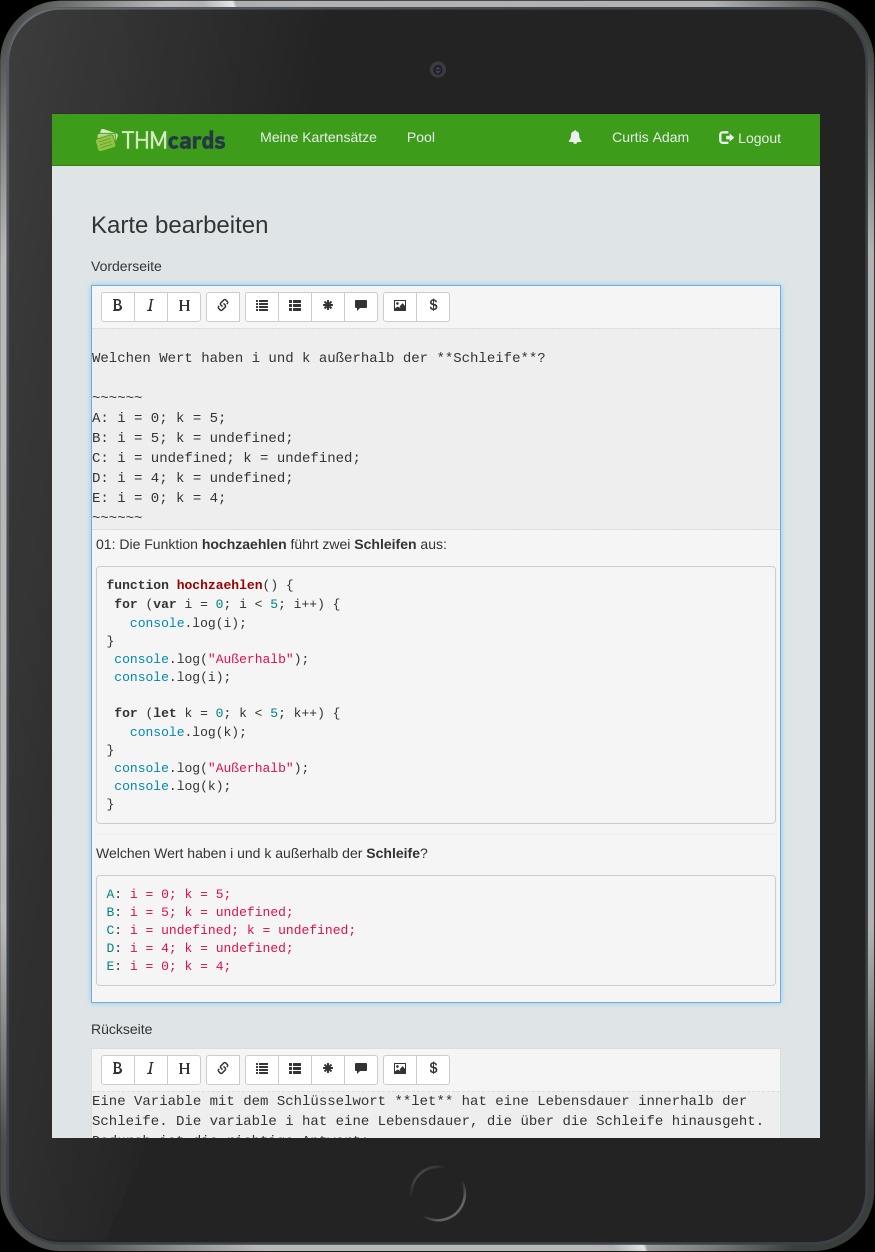 THMcards Meine Kartensätze Pool Curtis Adam Logout
Karte bearbeiten
Vorderseite
B I H $
Welchen Wert haben i und k außerhalb der **Schleife**?
~~~~~~
A: i = 0; k = 5;
B: i = 5; k = undefined;
C: i = undefined; k = undefined;
D: i = 4; k = undefined;
E: i = 0; k = 4;
~~~~~~
01: Die Funktion hochzaehlen führt zwei Schleifen aus:
function hochzaehlen() {
 for (var i = 0; i < 5; i++) {
   console.log(i);
}
 console.log("Außerhalb");
 console.log(i);

 for (let k = 0; k < 5; k++) {
   console.log(k);
}
 console.log("Außerhalb");
 console.log(k);
}
Welchen Wert haben i und k außerhalb der Schleife?
A: i = 0; k = 5;
B: i = 5; k = undefined;
C: i = undefined; k = undefined;
D: i = 4; k = undefined;
E: i = 0; k = 4;
Rückseite
B I H $
Eine Variable mit dem Schlüsselwort **let** hat eine Lebensdauer innerhalb der
Schleife. Die variable i hat eine Lebensdauer, die über die Schleife hinausgeht.